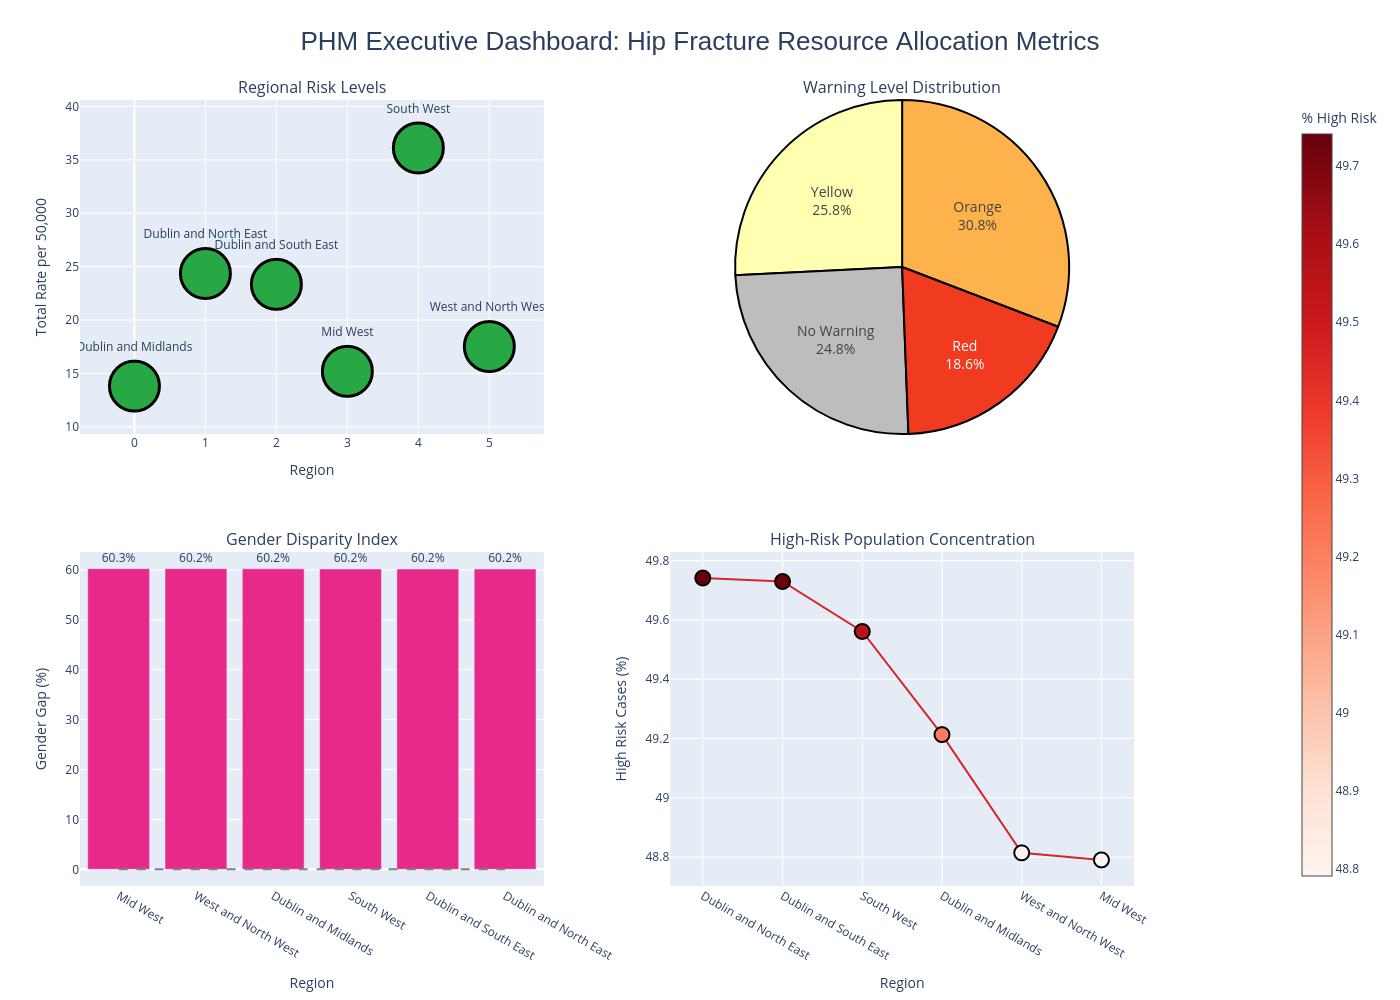 PHM Executive Dashboard: Hip Fracture Resource Allocation Metrics
Regional Risk Levels
Total Rate per 50,000
40
35
30
25
20
15
10
South West
Dublin and North East
Dublin and South East
West and North Wes
Mid West
Dublin and Midlands
0
1
2
3
4
5
Region
Warning Level Distribution
Yellow
25.8%
Orange
30.8%
No Warning
24.8%
Red
18.6%
% High Risk
49.7
49.6
49.5
49.4
49.3
49.2
49.1
49
48.9
48.8
Gender Disparity Index
Gender Gap (%)
60
50
40
30
20
10
0
60.3%
60.2%
60.2%
60.2%
60.2%
60.2%
Mid West
West and North West
Dublin and Midlands
South West
Dublin and South East
Dublin and North East
Region
High-Risk Population Concentration
High Risk Cases (%)
49.8
49.6
49.4
49.2
49
48.8
Dublin and North East
Dublin and South East
South West
Dublin and Midlands
West and North West
Mid West
Region